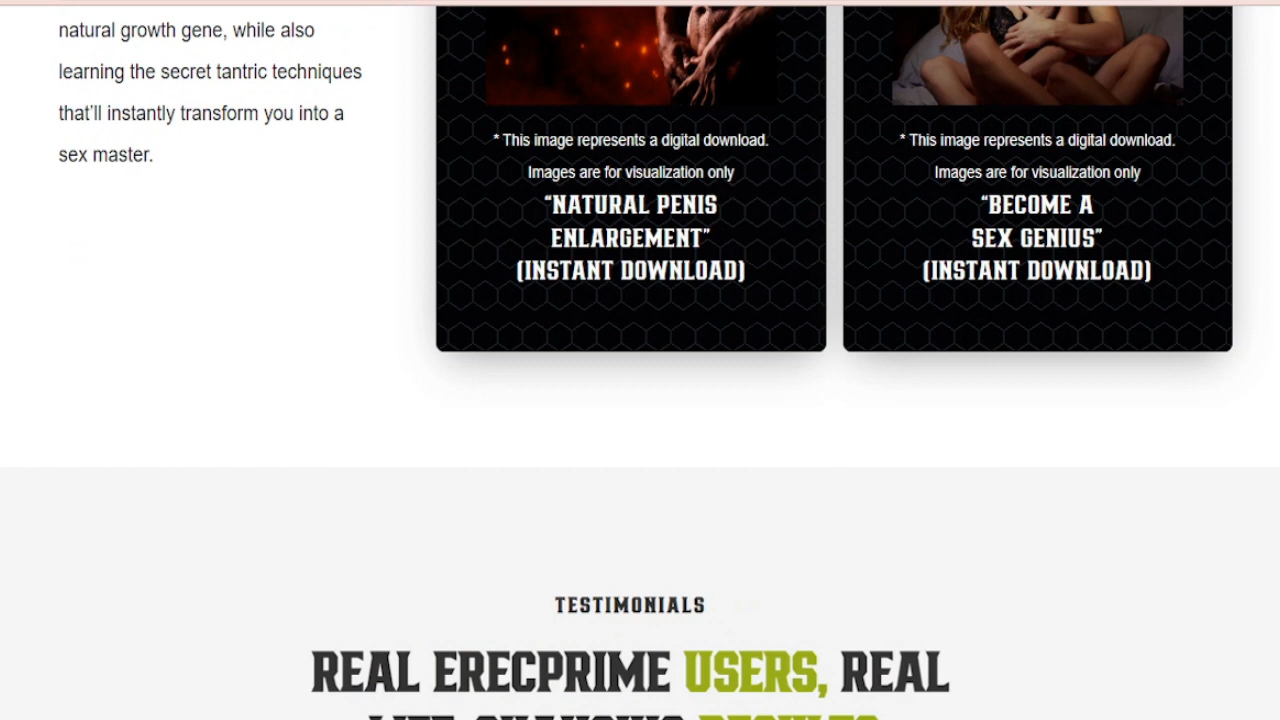 natural growth gene, while also
learning the secret tantric techniques
that'll instantly transform you into a
sex master.
* This image represents a digital download.
Images are for visualization only
“NATURAL PENIS
ENLARGEMENT”
(INSTANT DOWNLOAD)
* This image represents a digital download.
Images are for visualization only
“BECOME A
SEX GENIUS”
(INSTANT DOWNLOAD)
TESTIMONIALS
REAL ERECPRIME USERS, REAL